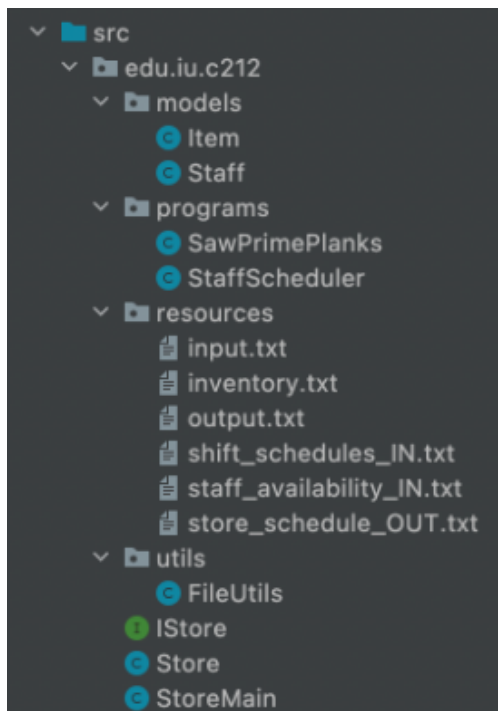 src
edu.iu.c212
models
Item
Staff
programs
SawPrimePlanks
StaffScheduler
resources
input.txt
inventory.txt
output.txt
shift_schedules_IN.txt
staff_availability_IN.txt
store_schedule_OUT.txt
utils
FileUtils
IStore
Store
StoreMain